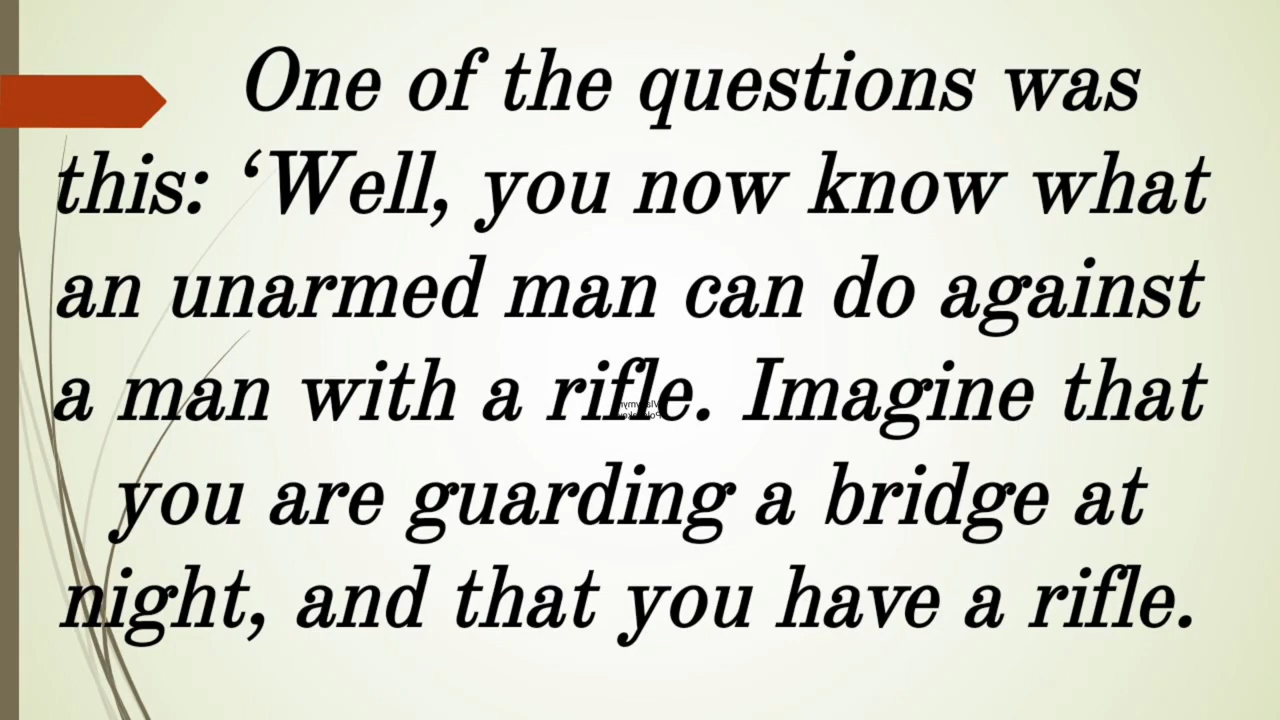 One of the questions was
this: ‘Well, you now know what
an unarmed man can do against
a man with a rifle. Imagine that
you are guarding a bridge at
night, and that you have a rifle.